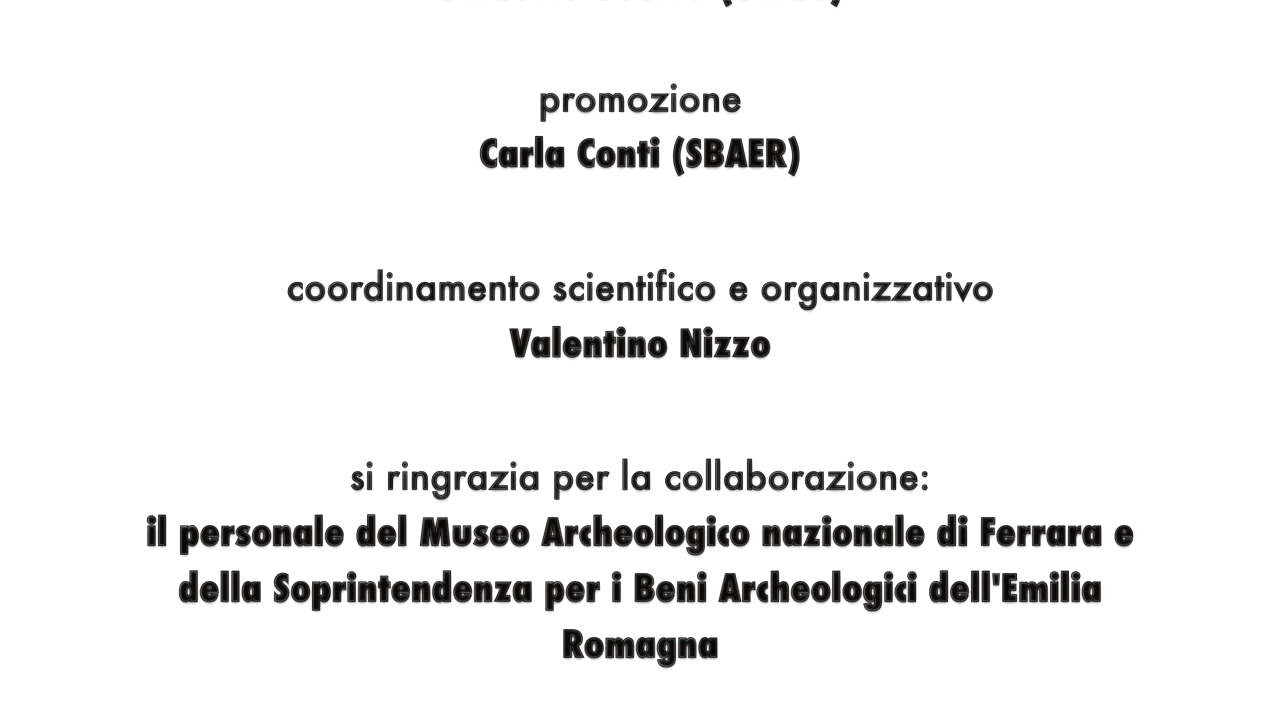 promozione
Carla Conti (SBAER)
coordinamento scientifico e organizzativo
Valentino Nizzo
si ringrazia per la collaborazione:
il personale del Museo Archeologico nazionale di Ferrara e
della Soprintendenza per i Beni Archeologici dell'Emilia
Romagna